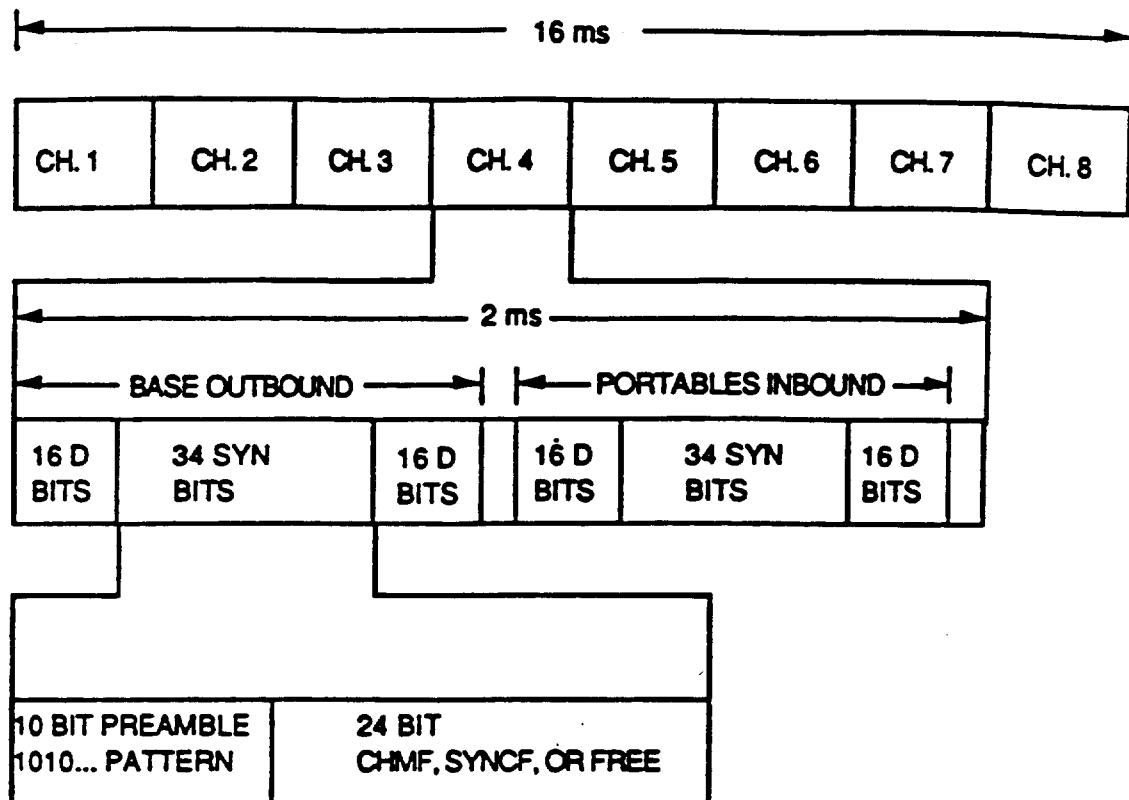 16 ms
CH. 1 CH. 2 CH. 3 CH. 4 CH. 5 CH. 6 CH. 7 CH. 8
2 ms
BASE OUTBOUND PORTABLES INBOUND
16 D BITS
34 SYN BITS
16 D BITS
16 D BITS
34 SYN BITS
16 D BITS
10 BIT PREAMBLE
1010... PATTERN
24 BIT
CHMF, SYNCF, OR FREE